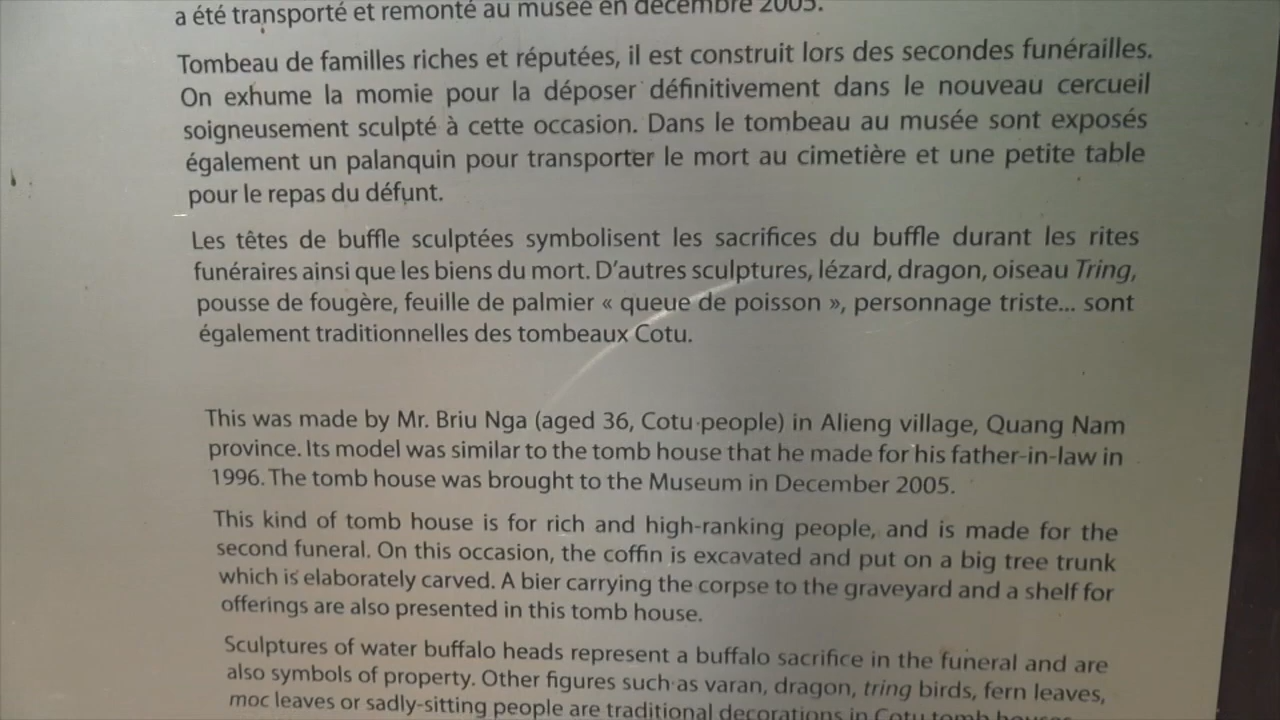 a été transporté et remonté au musée en décembre 2005.
Tombeau de familles riches et réputées, il est construit lors des secondes funérailles.
On exhume la momie pour la déposer définitivement dans le nouveau cercueil
soigneusement sculpté à cette occasion. Dans le tombeau au musée sont exposés
également un palanquin pour transporter le mort au cimetière et une petite table
pour le repas du défunt.
Les têtes de buffle sculptées symbolisent les sacrifices du buffle durant les rites
funéraires ainsi que les biens du mort. D'autres sculptures, lézard, dragon, oiseau Tring,
pousse de fougère, feuille de palmier « queue de poisson », personnage triste... sont
également traditionnelles des tombeaux Cotu.
This was made by Mr. Briu Nga (aged 36, Cotu people) in Alieng village, Quang Nam
province. Its model was similar to the tomb house that he made for his father-in-law in
1996. The tomb house was brought to the Museum in December 2005.
This kind of tomb house is for rich and high-ranking people, and is made for the
second funeral. On this occasion, the coffin is excavated and put on a big tree trunk
which is elaborately carved. A bier carrying the corpse to the graveyard and a shelf for
offerings are also presented in this tomb house.
Sculptures of water buffalo heads represent a buffalo sacrifice in the funeral and are
also symbols of property. Other figures such as varan, dragon, tring birds, fern leaves,
moc leaves or sadly-sitting people are traditional decorations in Cotu tomb houses